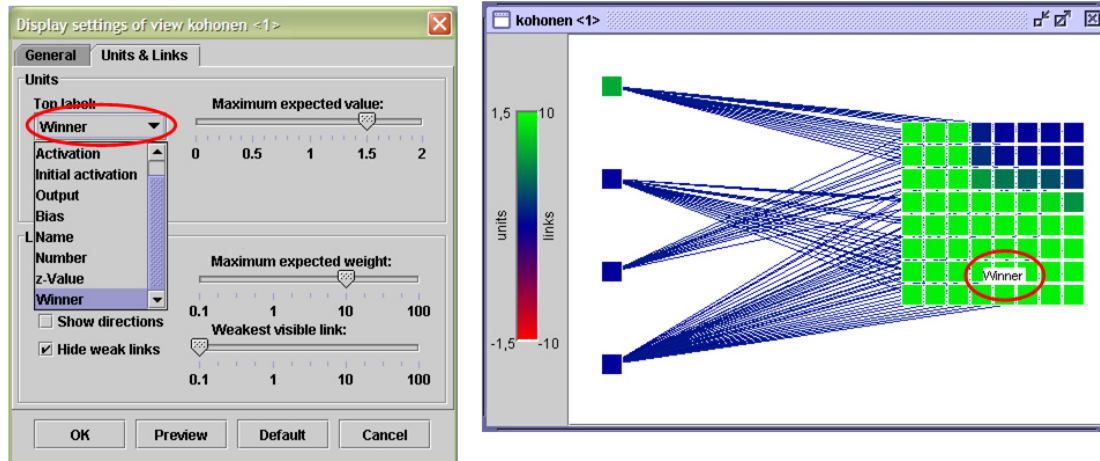 Display settings of view kohonen <1>
General Units & Links
Units
Top label:
Winner
Maximum expected value:
0 0.5 1 1.5 2
Activation
Initial activation
Output
Bias
Name
Number
z-Value
Winner
L
Maximum expected weight:
0.1 1 10 100
Show directions
Weakest visible link:
Hide weak links
0.1 1 10 100
OK Preview Default Cancel
kohonen <1>
1,5 10
units
links
-1,5 -10
Winner